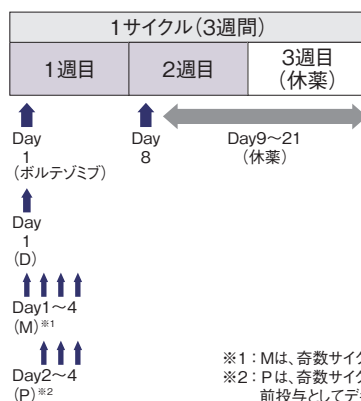 1サイクル（3週間）
1週目
2週目
3週目
（休薬）
Day
1
（ボルテゾミブ）
Day
8
Day9〜21
（休薬）
Day
1
（D）
Day1〜4
（M）※1
Day2〜4
（P）※2
※1：Mは、奇数サイク
※2：Pは、奇数サイク
前投与としてデキ